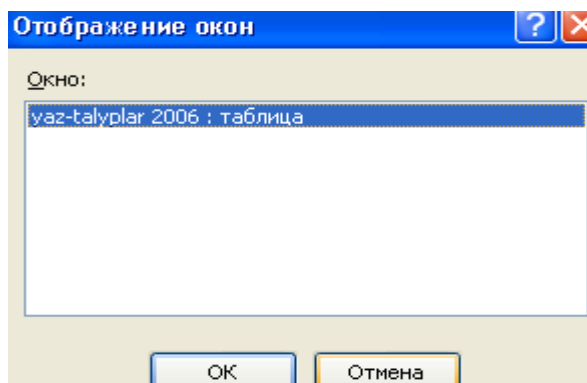 Отображение окон
Окно:
yaz-talyplar 2006 : таблица
ОК
Отмена